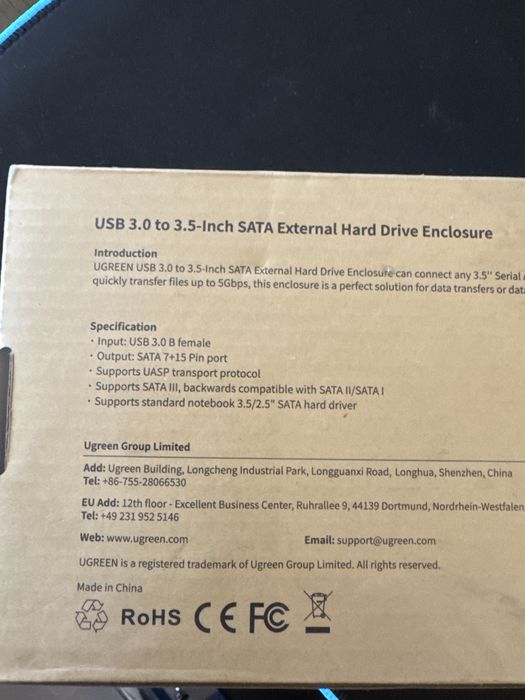 USB 3.0 to 3.5-Inch SATA External Hard Drive Enclosure
Introduction
UGREEN USB 3.0 to 3.5-Inch SATA External Hard Drive Enclosure can connect any 3.5" Serial
quickly transfer files up to 5Gbps, this enclosure is a perfect solution for data transfers or
Specification
· Input: USB 3.0 B female
· Output: SATA 7+15 Pin port
· Supports UASP transport protocol
· Supports SATA III, backwards compatible with SATA II/SATA I
· Supports standard notebook 3.5/2.5" SATA hard driver
Ugreen Group Limited
Add: Ugreen Building, Longcheng Industrial Park, Longguanxi Road, Longhua, Shenzhen, China
Tel: +86-755-28066530
EU Add: 12th floor - Excellent Business Center, Ruhrallee 9, 44139 Dortmund, Nordrhein-Westfalen
Tel: +49 231 952 5146
Web: www.ugreen.com Email: support@ugreen.com
UGREEN is a registered trademark of Ugreen Group Limited. All rights reserved.
Made in China
RoHS CE FC